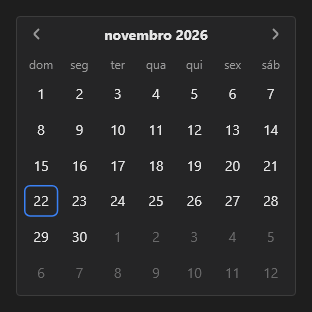 novembro 2026
dom seg ter qua qui sex sáb
1 2 3 4 5 6 7
8 9 10 11 12 13 14
15 16 17 18 19 20 21
22 23 24 25 26 27 28
29 30 1 2 3 4 5
6 7 8 9 10 11 12